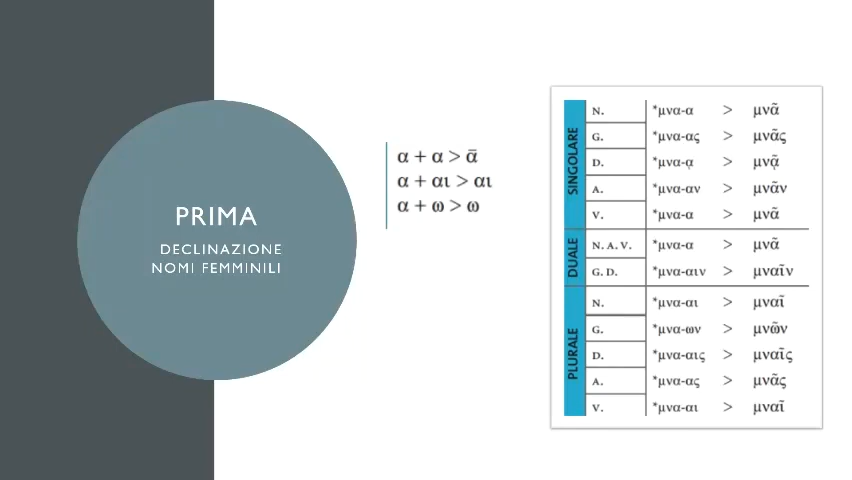 PRIMA
DECLINAZIONE
NOMI FEMMINILI
α + α > ᾱ
α + αι > αι
α + ω > ω
SINGOLARE
N. *μνα-α > μνᾶ
G. *μνα-ας > μνᾶς
D. *μνα-ᾳ > μνᾷ
A. *μνα-αν > μνᾶν
V. *μνα-α > μνᾶ
DUALE
N. A. V. *μνα-α > μνᾶ
G. D. *μνα-αιν > μναῖν
PLURALE
N. *μνα-αι > μναῖ
G. *μνα-ων > μνῶν
D. *μνα-αις > μναῖς
A. *μνα-ας > μνᾶς
V. *μνα-αι > μναῖ